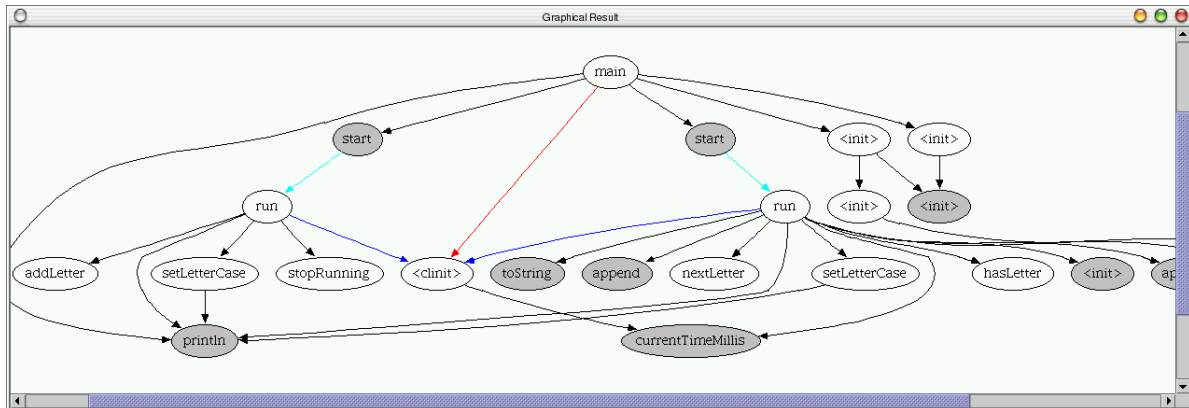 Graphical Result
main
start
start
<init>
<init>
run
run
<init>
<init>
addLetter
setLetterCase
stopRunning
<clinit>
toString
append
nextLetter
setLetterCase
hasLetter
<init>
ap
println
currentTimeMillis